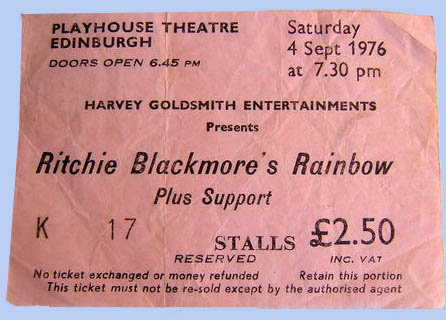 PLAYHOUSE THEATRE
EDINBURGH
DOORS OPEN 6.45 PM
Saturday
4 Sept 1976
at 7.30 pm
HARVEY GOLDSMITH ENTERTAINMENTS
Presents
Ritchie Blackmore's Rainbow
Plus Support
K 17 STALLS £2.50
RESERVED INC. VAT
No ticket exchanged or money refunded Retain this portion
This ticket must not be re-sold except by the authorised agent